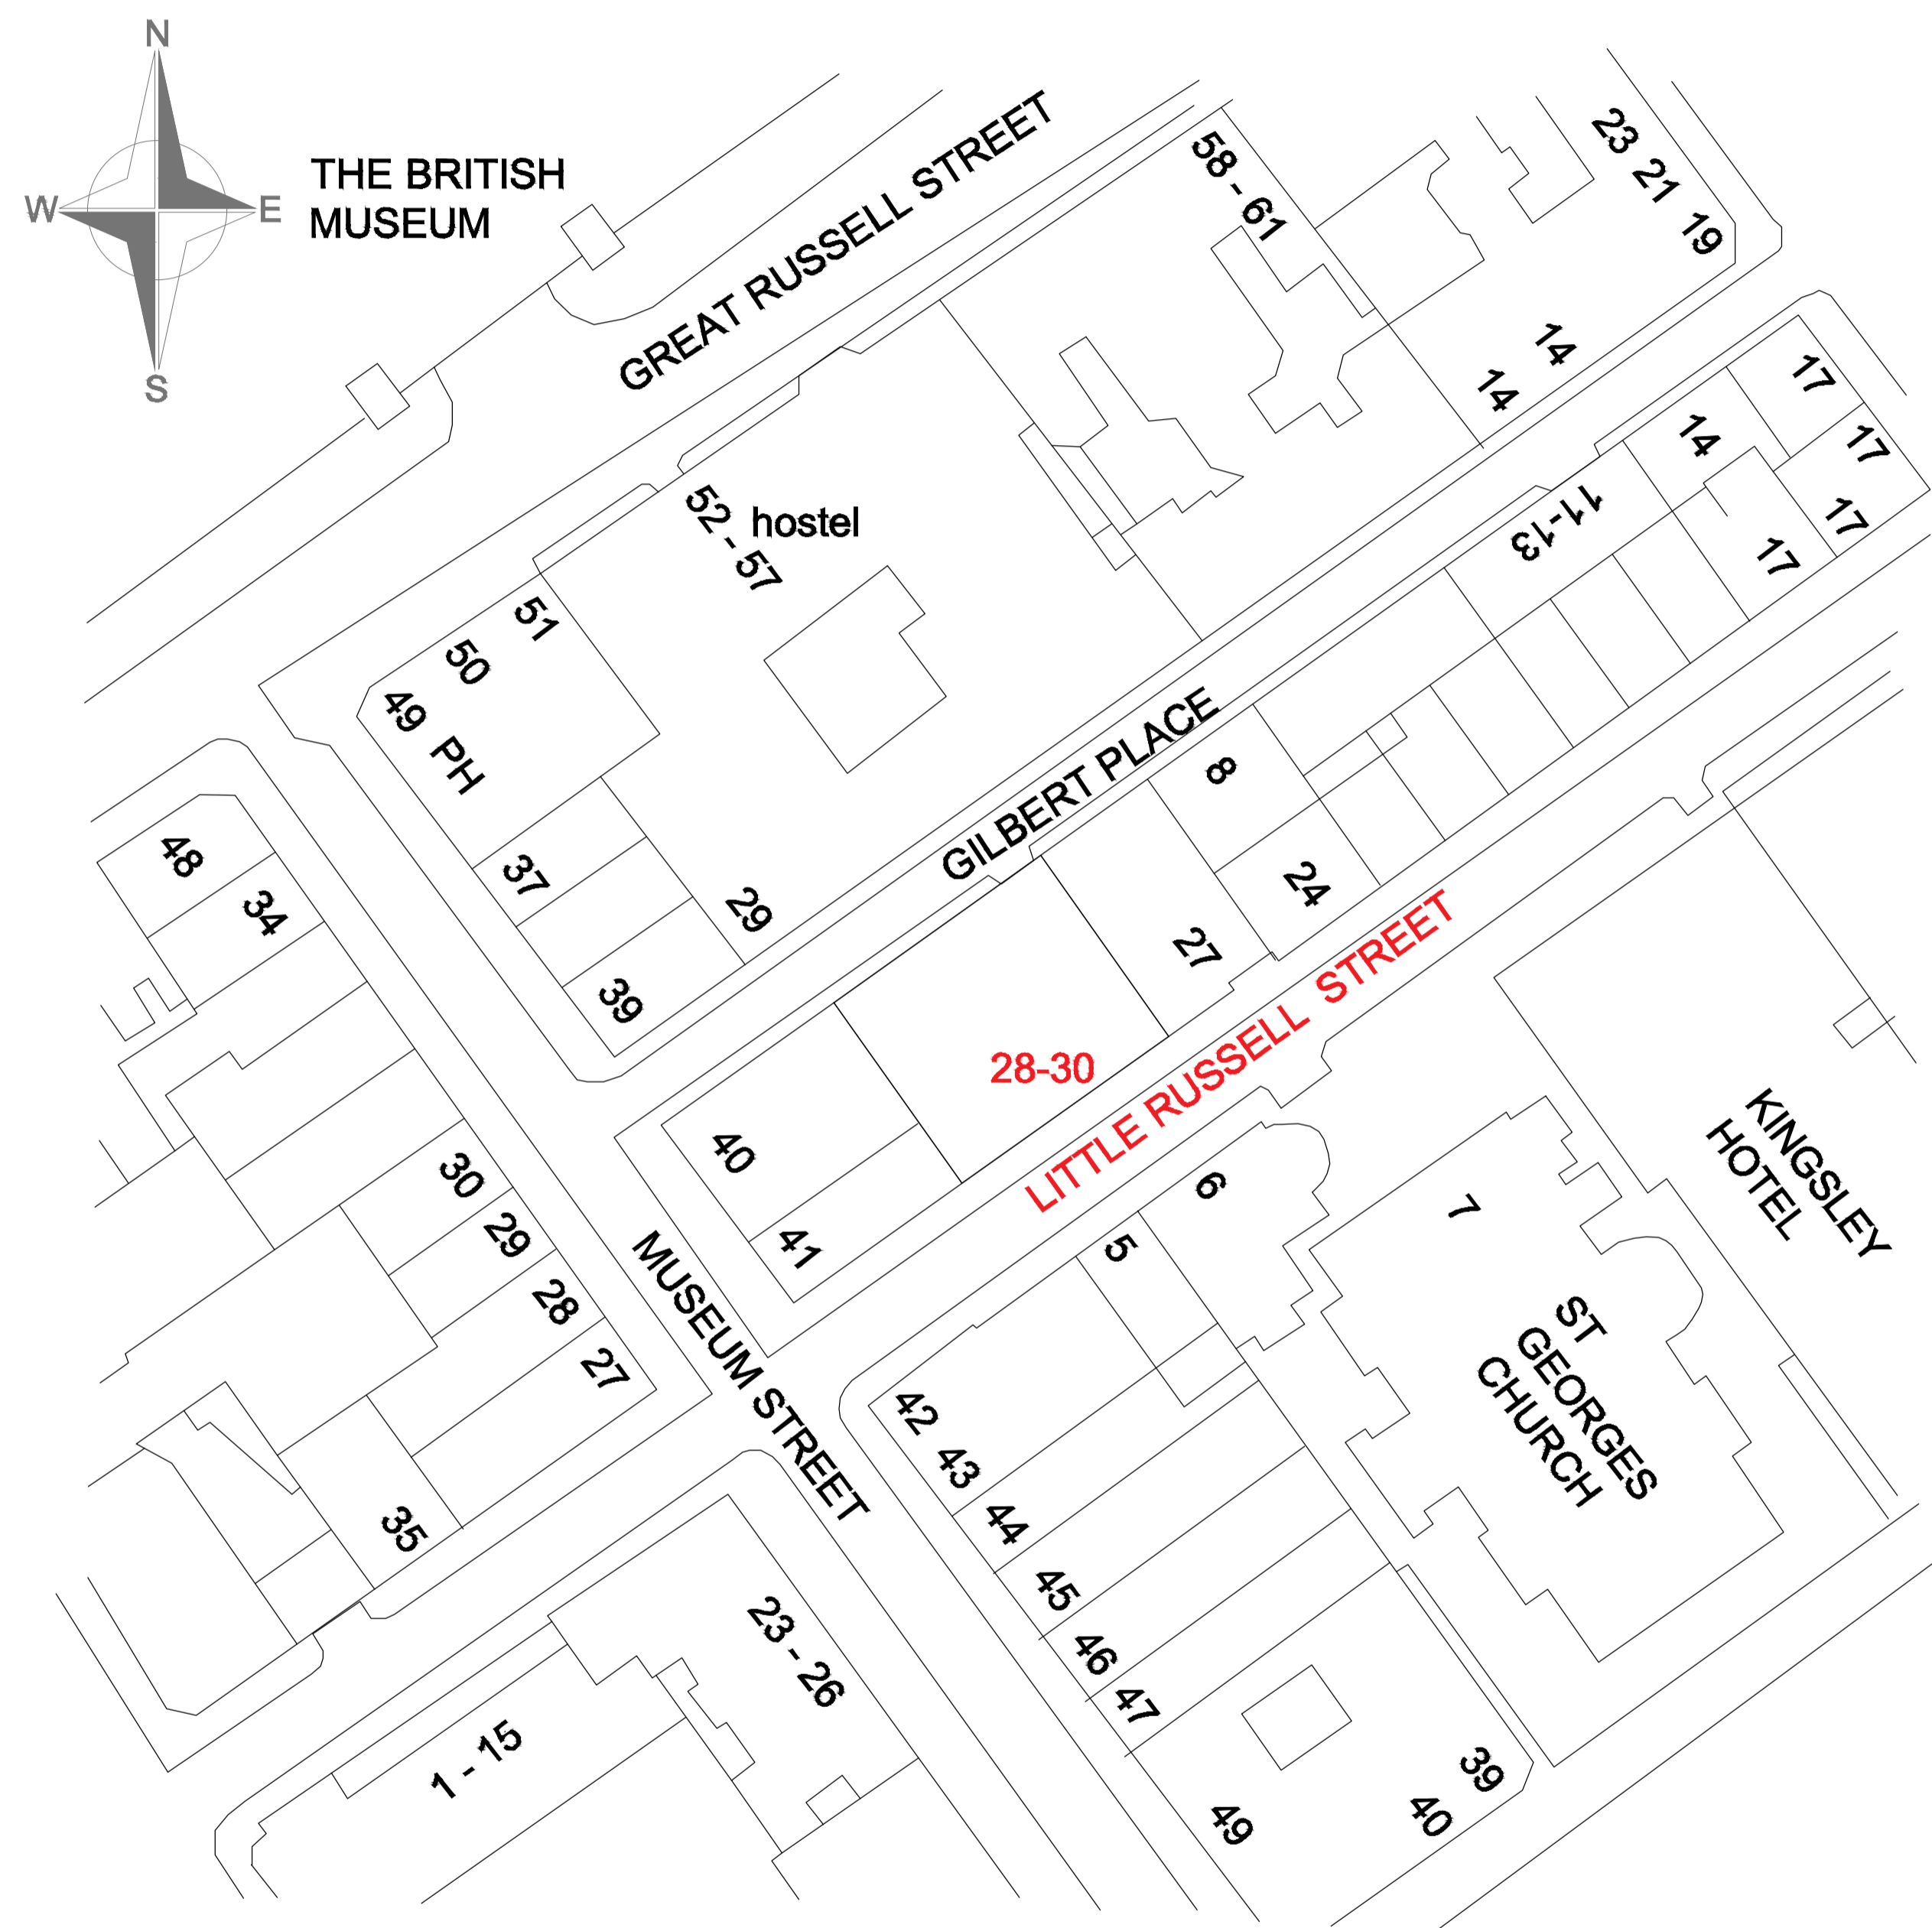 N
W
E
S
THE BRITISH
MUSEUM
GREAT RUSSELL STREET
58 - 61
23 21 19
14
14
17
14
17
17
17
11-13
52 - 57
hostel
51
50
49 PH
37
29
39
48
34
GILBERT PLACE
8
24
27
28-30
LITTLE RUSSELL STREET
40
41
30
29
28
27
35
MUSEUM STREET
6
5
7
KINGSLEY
HOTEL
ST
GEORGES
CHURCH
42
43
44
45
46
47
49
39
40
23 - 26
1 - 15